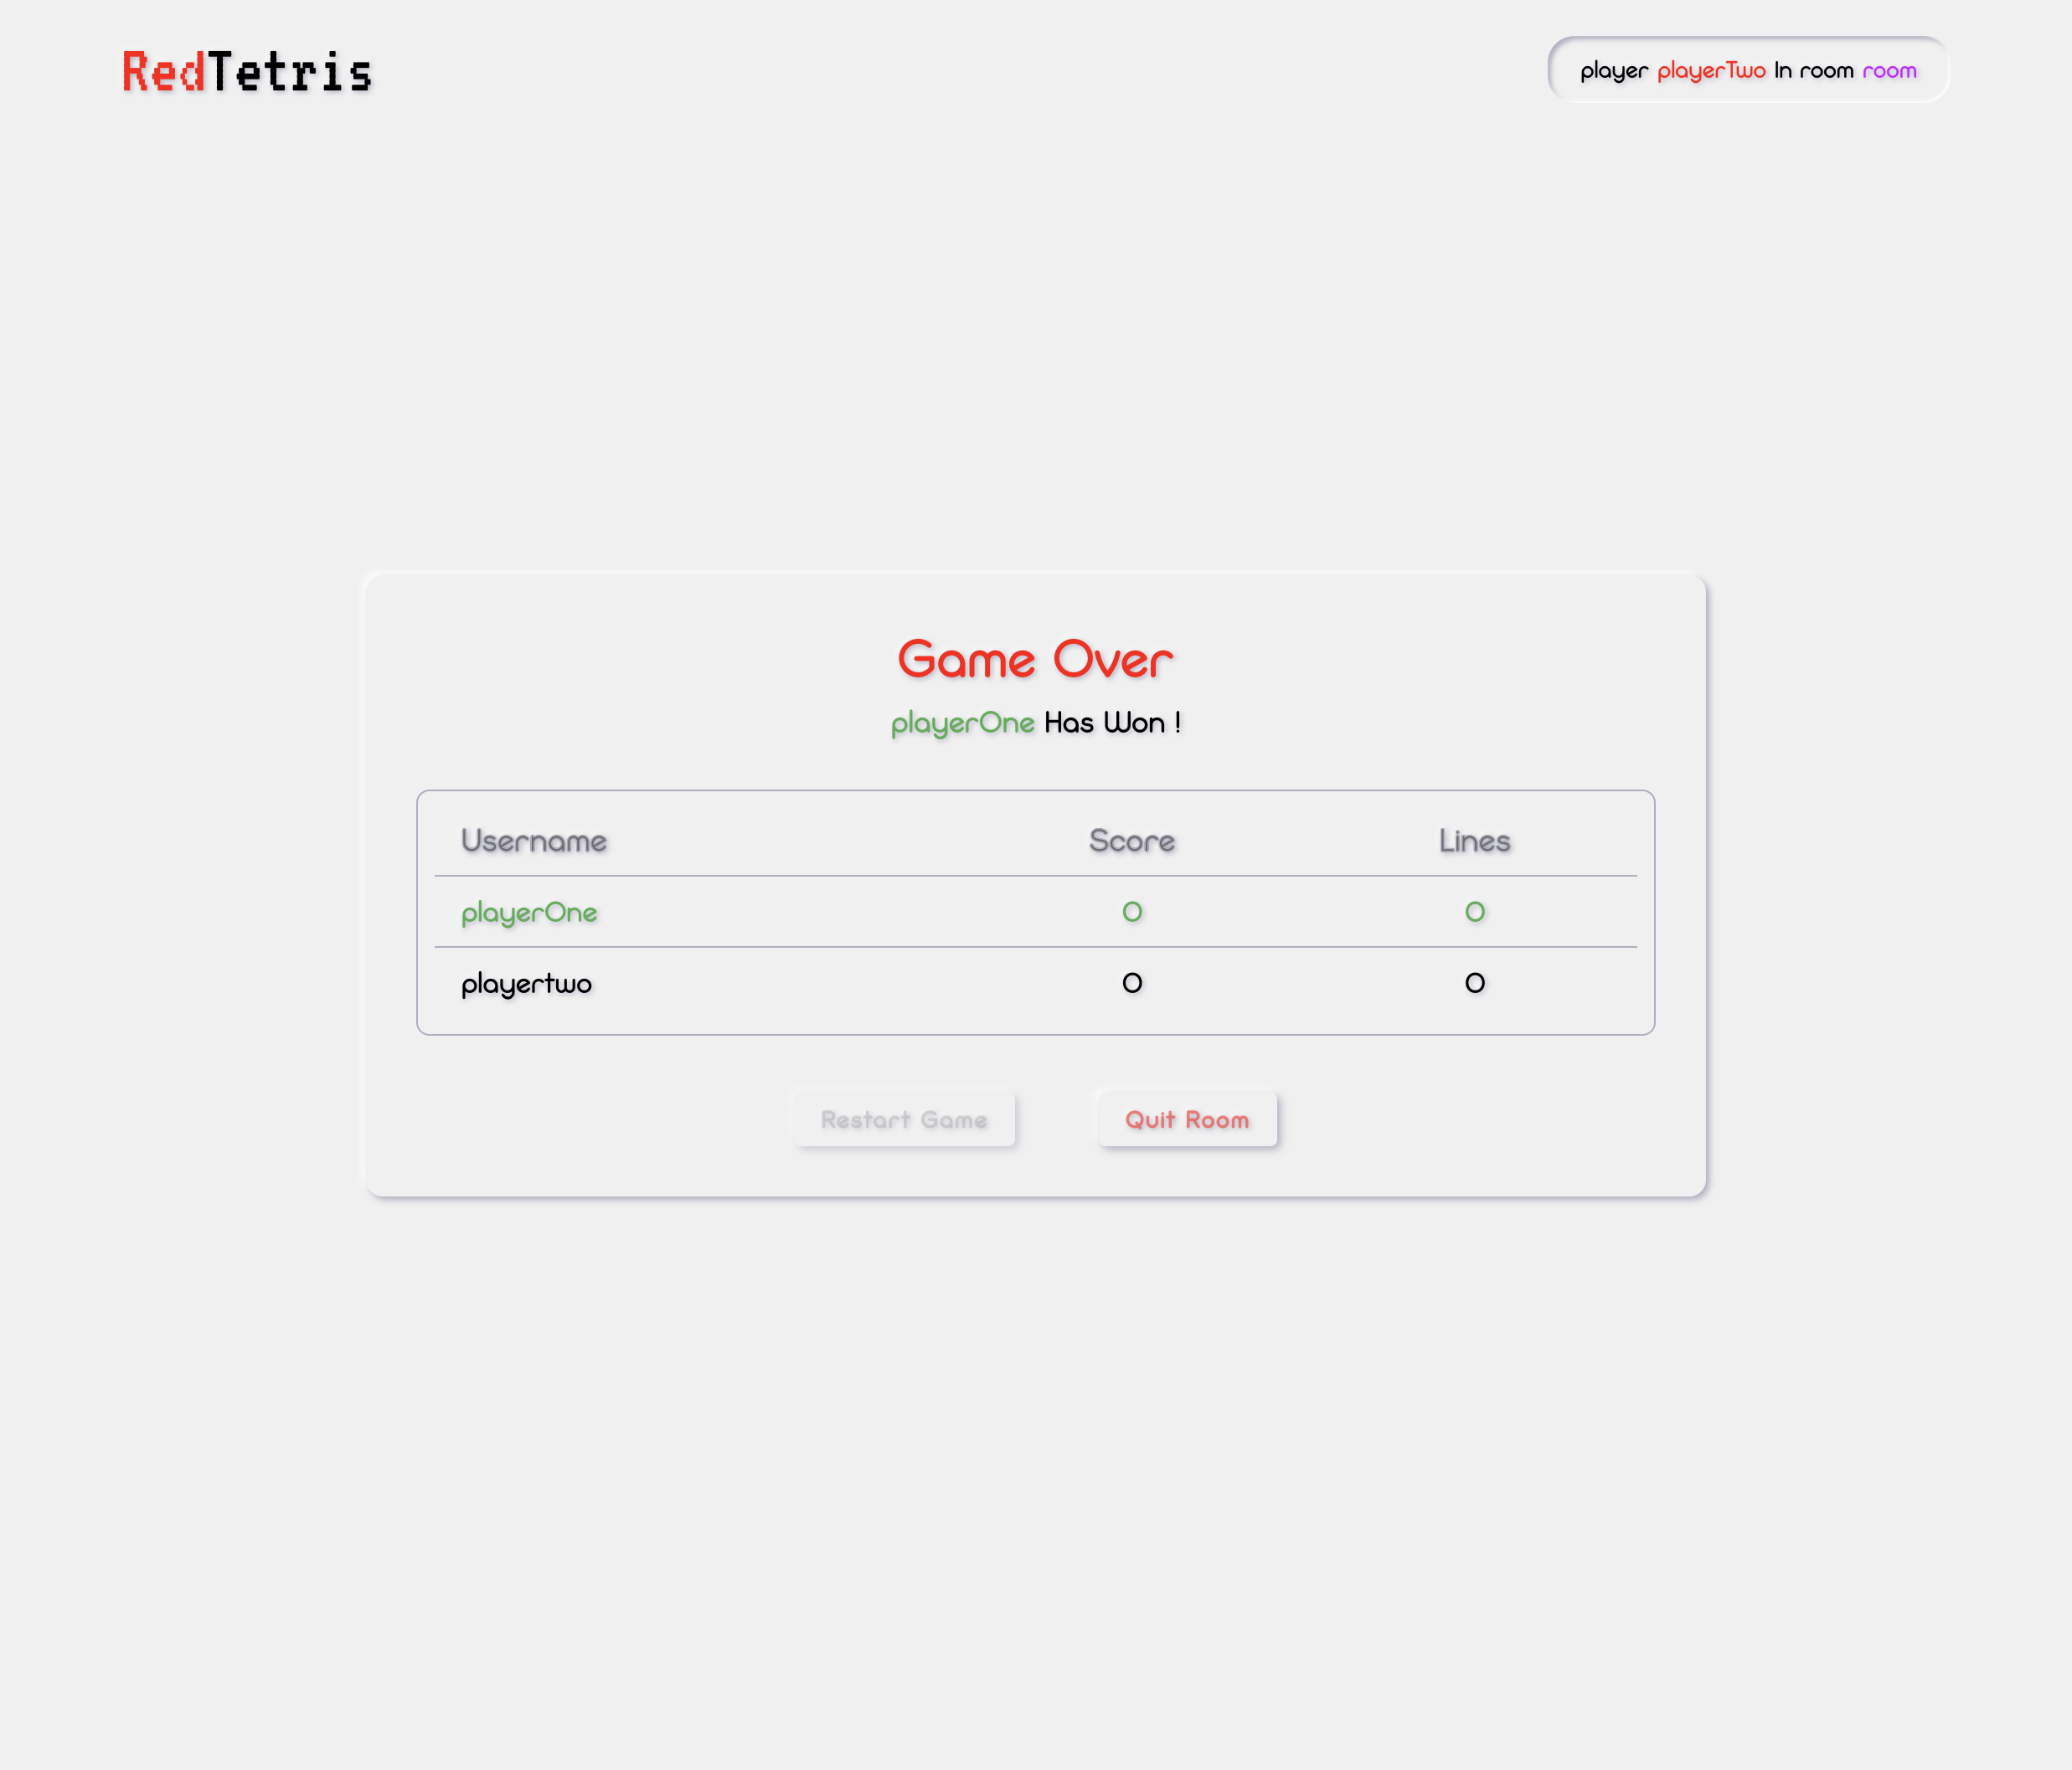 RedTetris
player playerTwo In room room
Game Over
playerOne Has Won !
Username Score Lines
playerOne 0 0
playertwo 0 0
Restart Game Quit Room